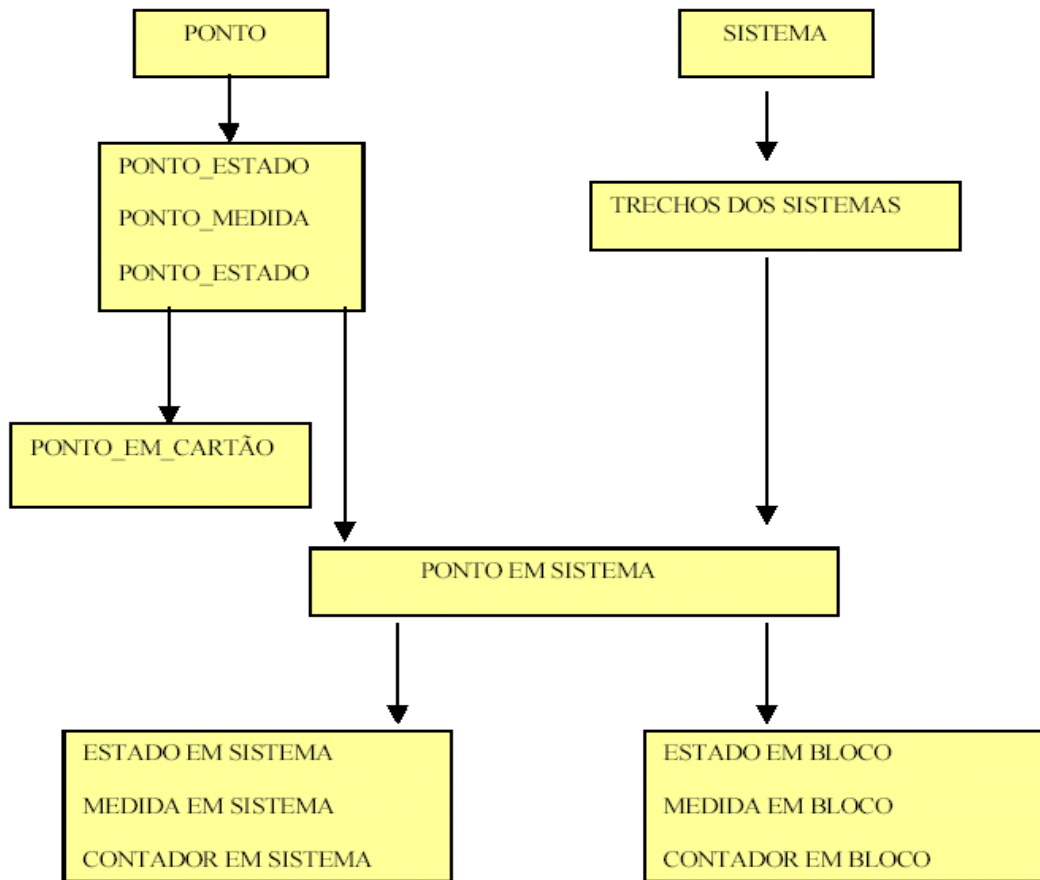 PONTO
SISTEMA
PONTO_ESTADO
PONTO_MEDIDA
PONTO_ESTADO
TRECHOS DOS SISTEMAS
PONTO_EM_CARTÃO
PONTO EM SISTEMA
ESTADO EM SISTEMA
MEDIDA EM SISTEMA
CONTADOR EM SISTEMA
ESTADO EM BLOCO
MEDIDA EM BLOCO
CONTADOR EM BLOCO